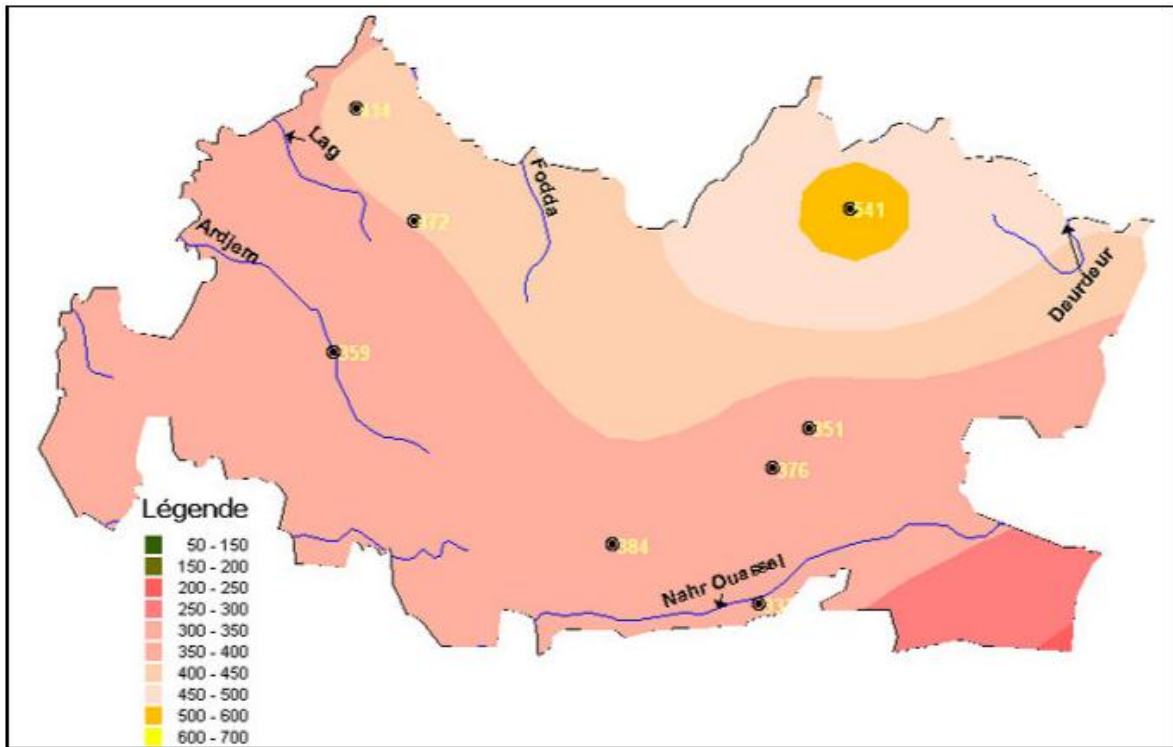 414
Lag
Fodda
372
541
Ardjem
Deurdeur
359
351
376
384
Nahr Ouassel
Légende
50 - 150
150 - 200
200 - 250
250 - 300
300 - 350
350 - 400
400 - 450
450 - 500
500 - 600
600 - 700